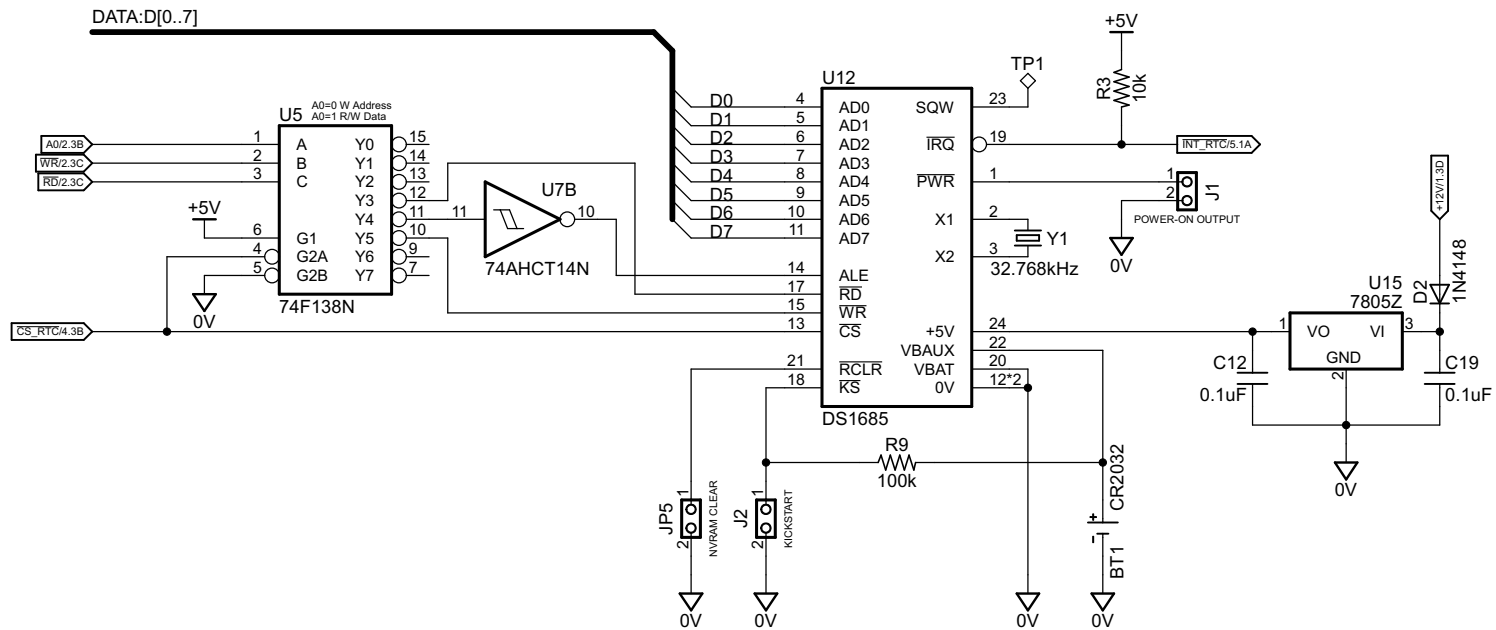 DATA:D[0..7]
U5
A0=0 W Address
A0=1 R/W Data
A0/2.3B
WR/2.3C
RD/2.3C
+5V
0V
CS_RTC/4.3B
1 A Y0 15
2 B Y1 14
3 C Y2 13
Y3 12
Y4 11
6 G1 Y5 10
4 G2A Y6 9
5 G2B Y7 7
74F138N
11 U7B 10
74AHCT14N
U12
D0 4 AD0 SQW 23
D1 5 AD1
D2 6 AD2 IRQ 19
D3 7 AD3
D4 8 AD4 PWR 1
D5 9 AD5
D6 10 AD6 X1 2
D7 11 AD7
X2 3
14 ALE
17 RD
15 WR
13 CS +5V 24
VBAUX 22
21 RCLR VBAT 20
18 KS 0V 12*2
DS1685
TP1
+5V
R3
10k
INT_RTC/5.1A
1
2
J1
POWER-ON OUTPUT
0V
Y1
32.768kHz
+12V/1.3D
D2
1N4148
U15
7805Z
1 VO VI 3
GND
2
C12
0.1uF
C19
0.1uF
0V
R9
100k
JP5
1
2
NVRAM CLEAR
J2
1
2
KICKSTART
CR2032
+
-
BT1
0V
0V
0V
0V